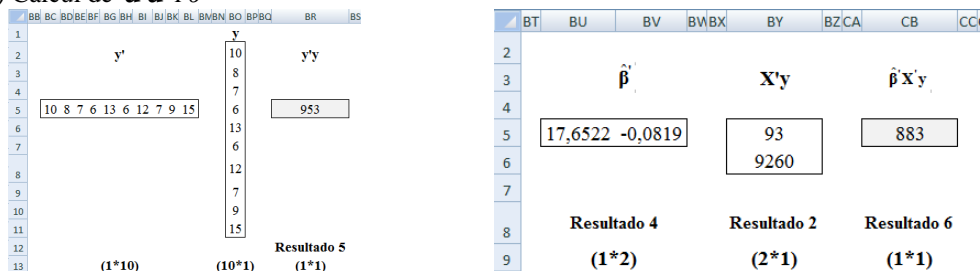 BB BC BD BE BF BG BH BI BJ BK BL BM BN BO BP BQ BR BS
1 y
2 y' 10 y'y
3 8
4 7
5 10 8 7 6 13 6 12 7 9 15 6 953
6 13
7 6
8 12
9 7
10 9
11 15
12 Resultado 5
13 (1*10) (10*1) (1*1)
BT BU BV BW BX BY BZ CA CB
2
3 β̂' X'y β̂'X'y
4
5 17,6522 -0,0819 93 883
6 9260
7
8 Resultado 4 Resultado 2 Resultado 6
9 (1*2) (2*1) (1*1)